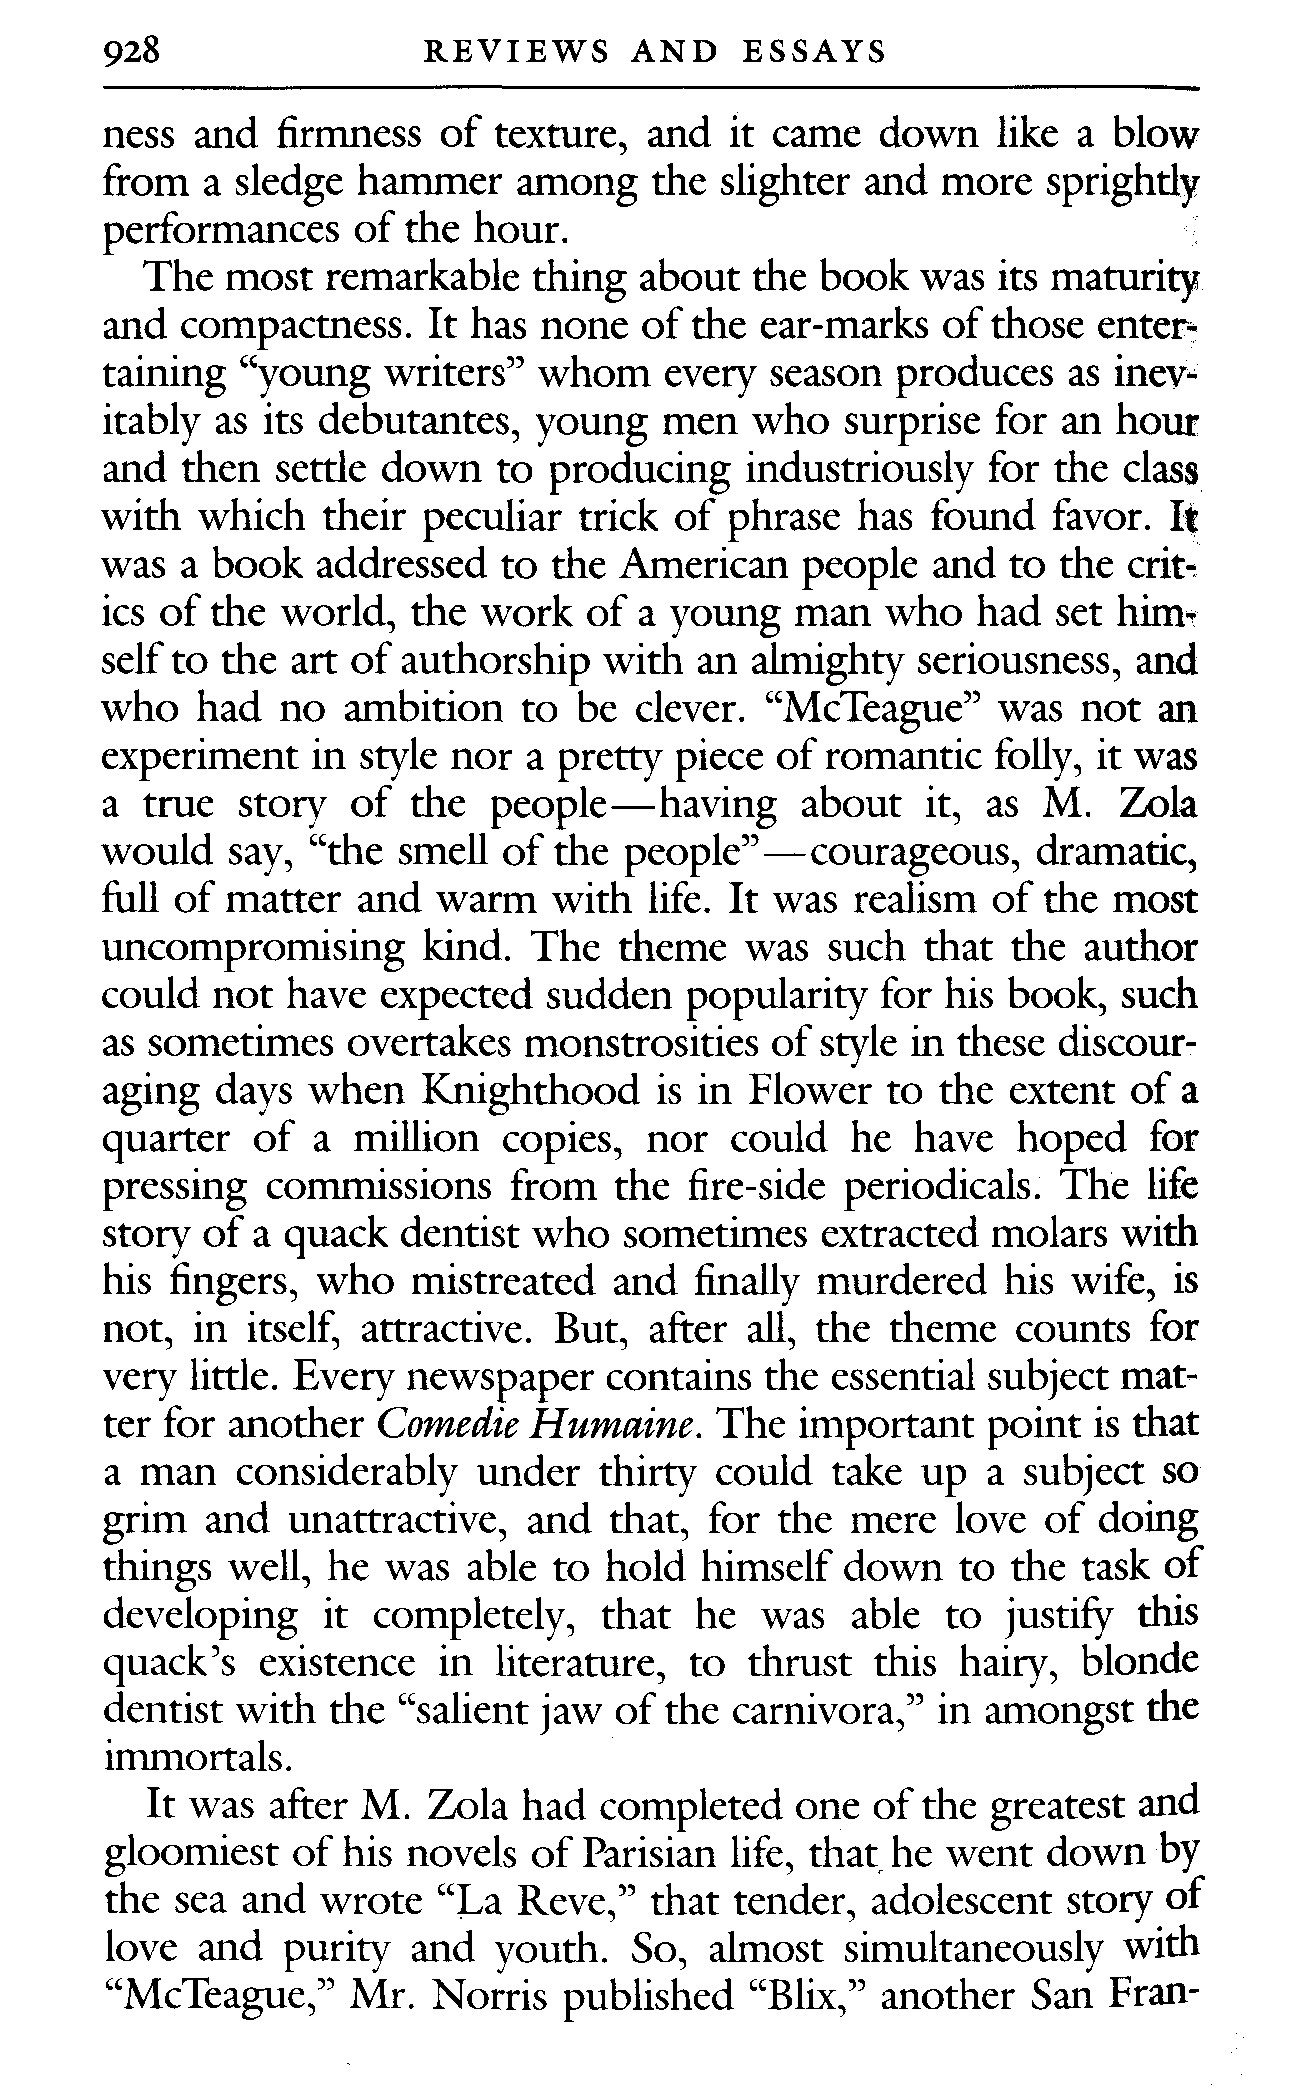 928 REVIEWS AND ESSAYS
ness and firmness of texture, and it came down like a blow
from a sledge hammer among the slighter and more sprightly
performances of the hour.
The most remarkable thing about the book was its maturity
and compactness. It has none of the ear-marks of those enter-
taining “young writers” whom every season produces as inev-
itably as its debutantes, young men who surprise for an hour
and then settle down to producing industriously for the class
with which their peculiar trick of phrase has found favor. It
was a book addressed to the American people and to the crit-
ics of the world, the work of a young man who had set him-
self to the art of authorship with an almighty seriousness, and
who had no ambition to be clever. “McTeague” was not an
experiment in style nor a pretty piece of romantic folly, it was
a true story of the people—having about it, as M. Zola
would say, “the smell of the people”—courageous, dramatic,
full of matter and warm with life. It was realism of the most
uncompromising kind. The theme was such that the author
could not have expected sudden popularity for his book, such
as sometimes overtakes monstrosities of style in these discour-
aging days when Knighthood is in Flower to the extent of a
quarter of a million copies, nor could he have hoped for
pressing commissions from the fire-side periodicals. The life
story of a quack dentist who sometimes extracted molars with
his fingers, who mistreated and finally murdered his wife, is
not, in itself, attractive. But, after all, the theme counts for
very little. Every newspaper contains the essential subject mat-
ter for another Comedie Humaine. The important point is that
a man considerably under thirty could take up a subject so
grim and unattractive, and that, for the mere love of doing
things well, he was able to hold himself down to the task of
developing it completely, that he was able to justify this
quack’s existence in literature, to thrust this hairy, blonde
dentist with the “salient jaw of the carnivora,” in amongst the
immortals.
It was after M. Zola had completed one of the greatest and
gloomiest of his novels of Parisian life, that he went down by
the sea and wrote “La Reve,” that tender, adolescent story of
love and purity and youth. So, almost simultaneously with
“McTeague,” Mr. Norris published “Blix,” another San Fran-